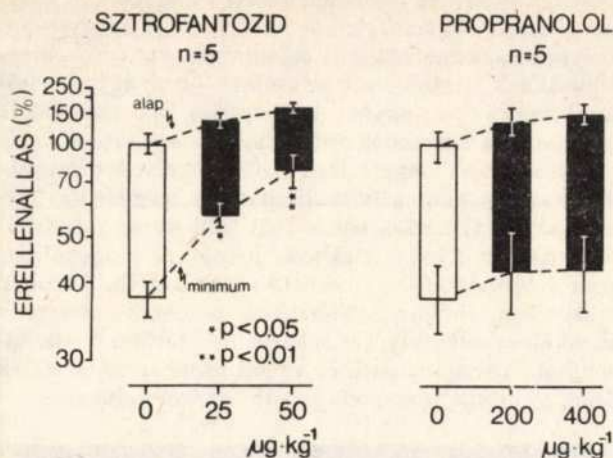 SZTROFANTOZID
n=5
PROPRANOLOL
n=5
ERELLENALLAS (%)
250
150
100
70
50
40
30
alap
minimum
* p<0.05
** p<0.01
0 25 50
µg·kg⁻¹
0 200 400
µg·kg⁻¹